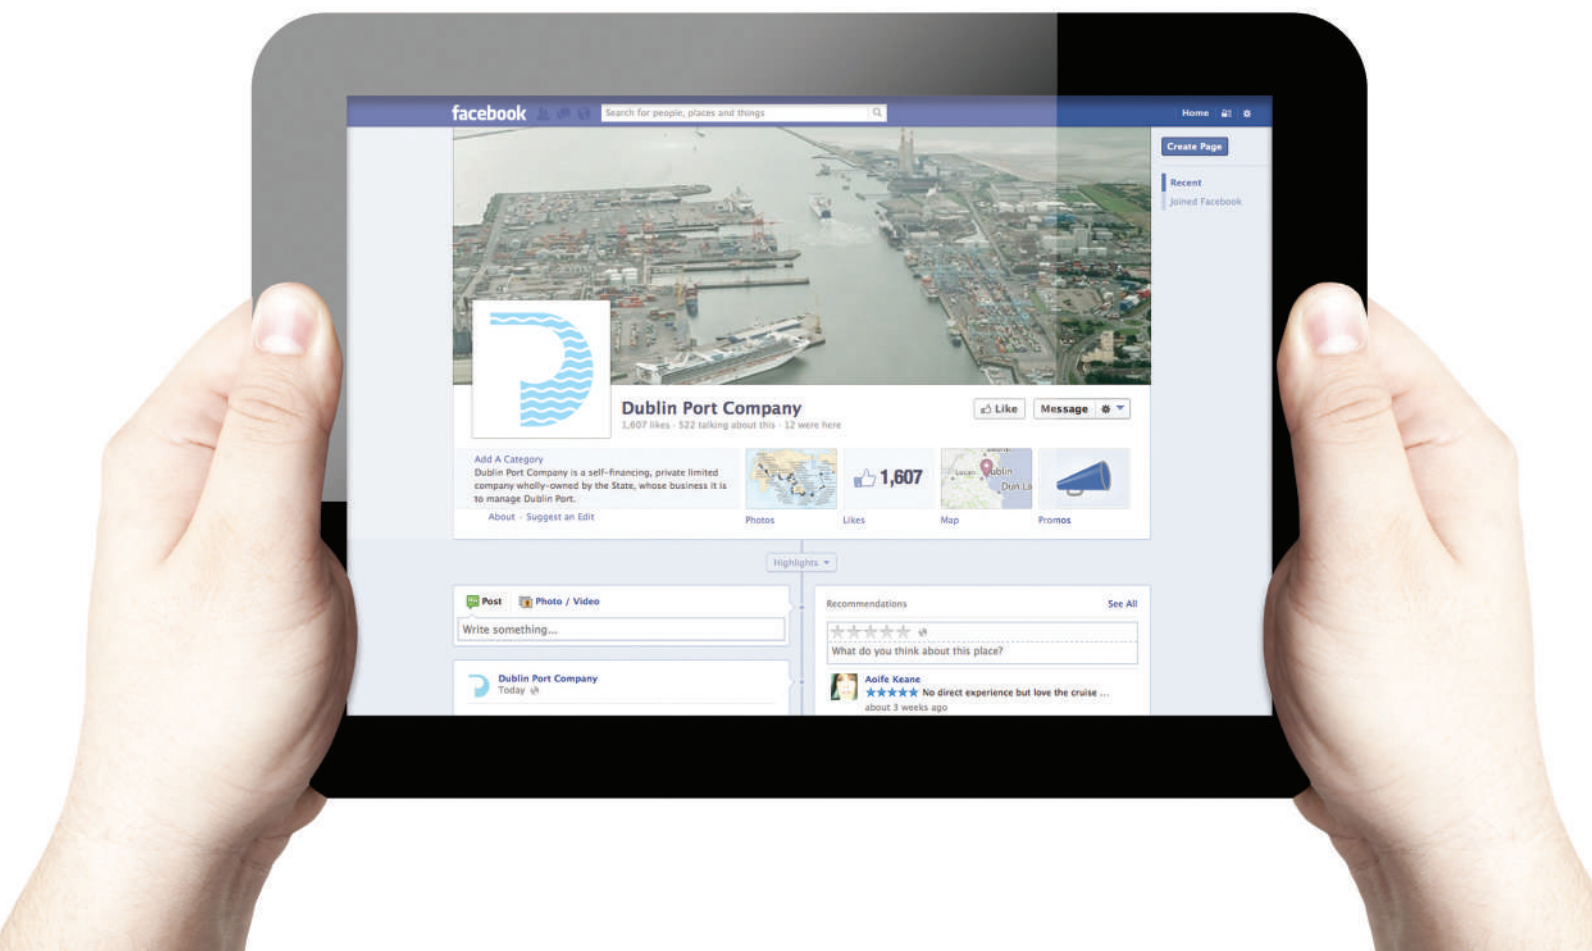 facebook
Search for people, places and things
Home
Create Page
Recent
Joined Facebook
Dublin Port Company
1,607 likes · 522 talking about this · 12 were here
Like
Message
Add A Category
Dublin Port Company is a self-financing, private limited
company wholly-owned by the State, whose business it is
to manage Dublin Port.
About - Suggest an Edit
1,607
Lucan
Dublin
Dun La
Photos
Likes
Map
Promos
Highlights
Post
Photo / Video
Write something...
Dublin Port Company
Today
Recommendations
See All
What do you think about this place?
Aoife Keane
No direct experience but love the cruise ...
about 3 weeks ago